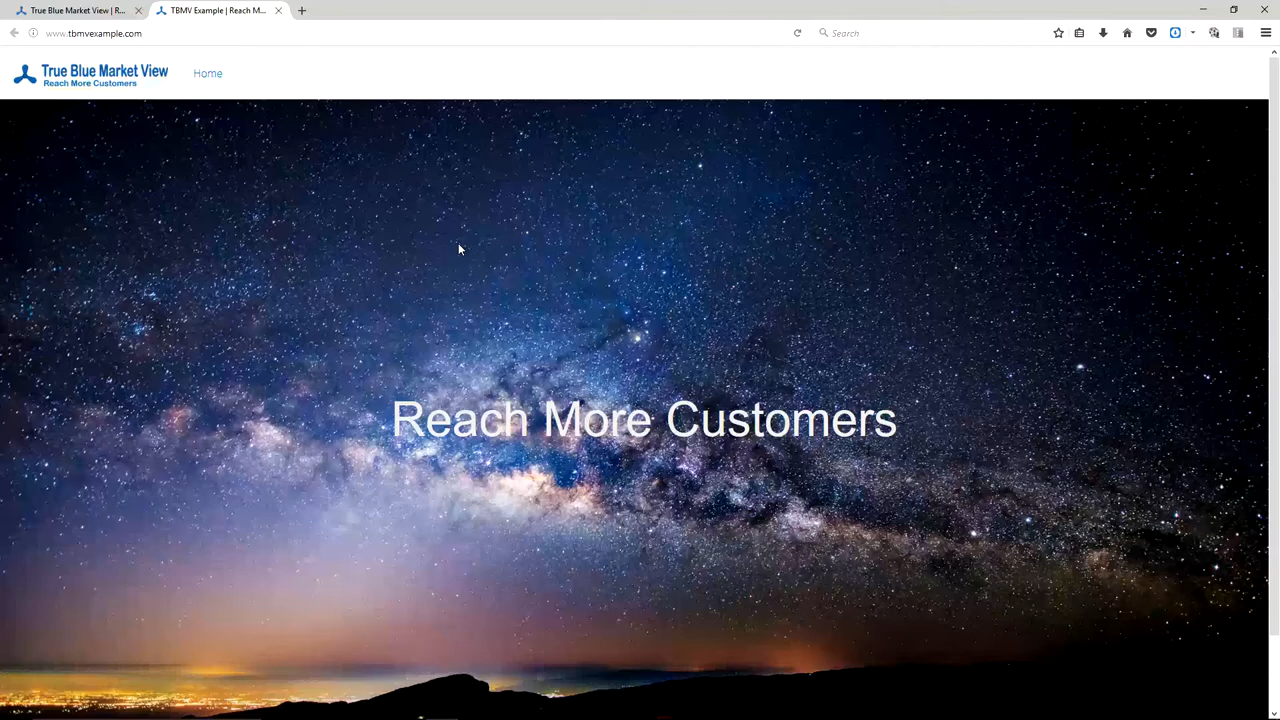 True Blue Market View | R...
TBMV Example | Reach M...
www.tbmvexample.com
Search
True Blue Market View
Reach More Customers
Home
Reach More Customers